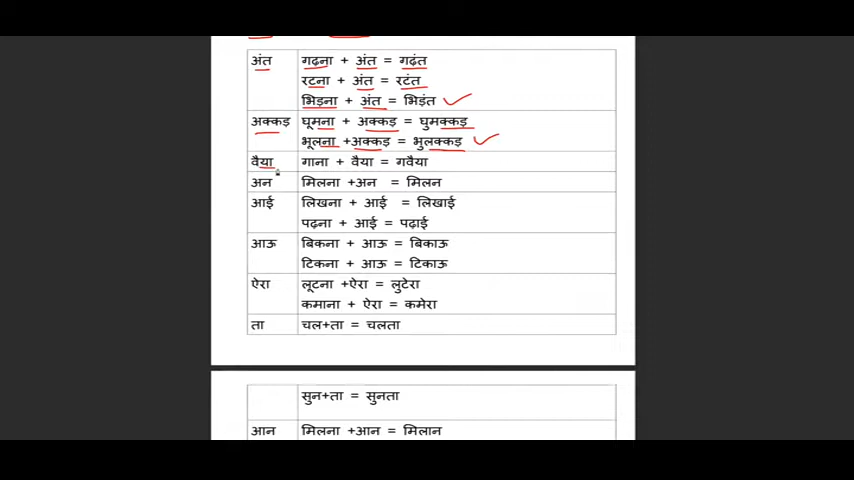 अंत गढ़ना + अंत = गढ़ंत
रटना + अंत = रटंत
भिड़ना + अंत = भिड़ंत
अक्कड़ घूमना + अक्कड़ = घुमक्कड़
भूलना +अक्कड़ = भुलक्कड़
वैया गाना + वैया = गवैया
अन मिलना +अन = मिलन
आई लिखना + आई = लिखाई
पढ़ना + आई = पढ़ाई
आऊ बिकना + आऊ = बिकाऊ
टिकना + आऊ = टिकाऊ
ऐरा लूटना +ऐरा = लुटेरा
कमाना + ऐरा = कमेरा
ता चल+ता = चलता
सुन+ता = सुनता
आन मिलना +आन = मिलान